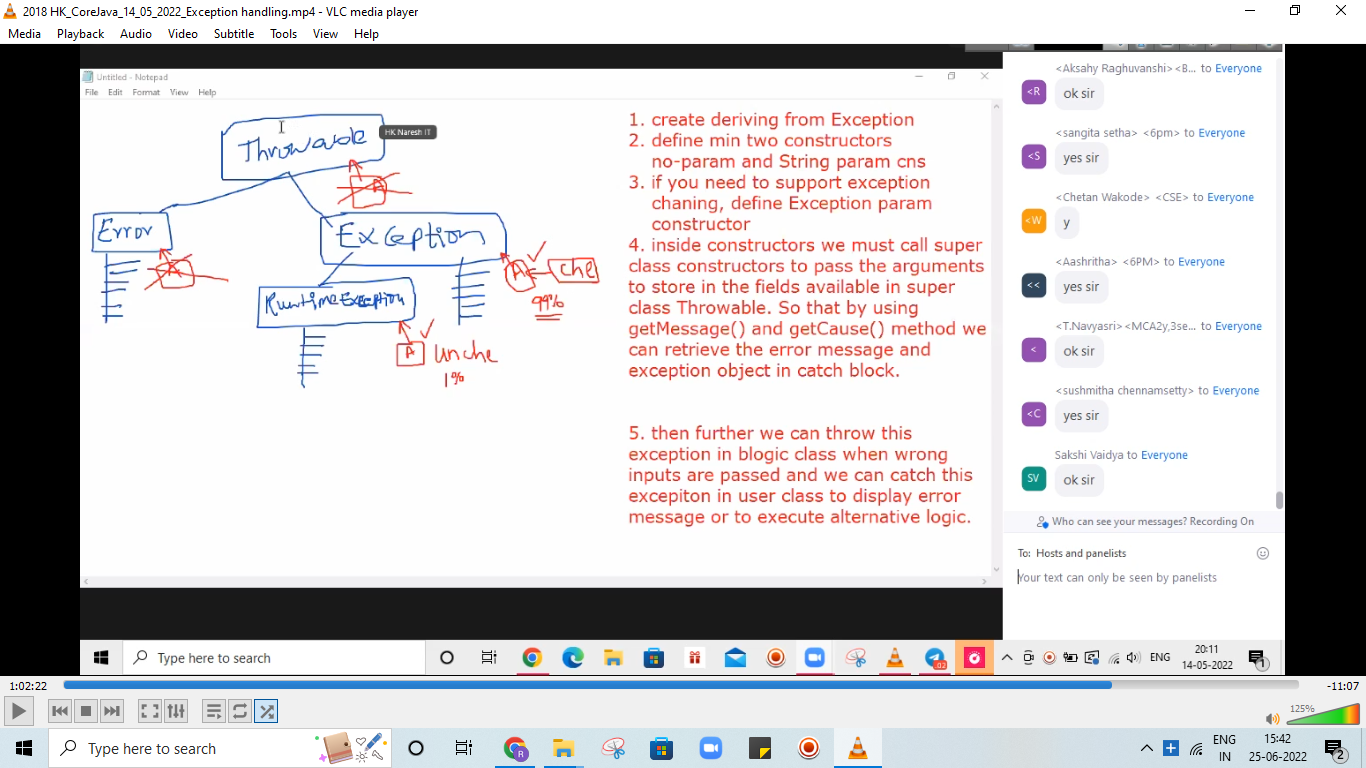 2018 HK_CoreJava_14_05_2022_Exception handling.mp4 - VLC media player
Media Playback Audio Video Subtitle Tools View Help
Untitled - Notepad
File Edit Format View Help
Throwable
HK Naresh IT
Error
Exception
RuntimeException
A
A
A
che
99%
A
unche
1%
1. create deriving from Exception
2. define min two constructors
no-param and String param cns
3. if you need to support exception
chaning, define Exception param
constructor
4. inside constructors we must call super
class constructors to pass the arguments
to store in the fields available in super
class Throwable. So that by using
getMessage() and getCause() method we
can retrieve the error message and
exception object in catch block.
5. then further we can throw this
exception in blogic class when wrong
inputs are passed and we can catch this
excepiton in user class to display error
message or to execute alternative logic.
<Aksahy Raghuvanshi> <B... to Everyone
<R
ok sir
<sangita setha> <6pm> to Everyone
<S
yes sir
<Chetan Wakode> <CSE> to Everyone
<W
y
<Aashritha> <6PM> to Everyone
<<
yes sir
<T.Navyasri> <MCA2y,3se... to Everyone
<
ok sir
<sushmitha chennamsetty> to Everyone
<C
yes sir
Sakshi Vaidya to Everyone
SV
ok sir
Who can see your messages? Recording On
To: Hosts and panelists
Your text can only be seen by panelists
Type here to search
ENG
20:11
14-05-2022
1
1:02:22
-11:07
125%
Type here to search
ENG
IN
15:42
25-06-2022
2